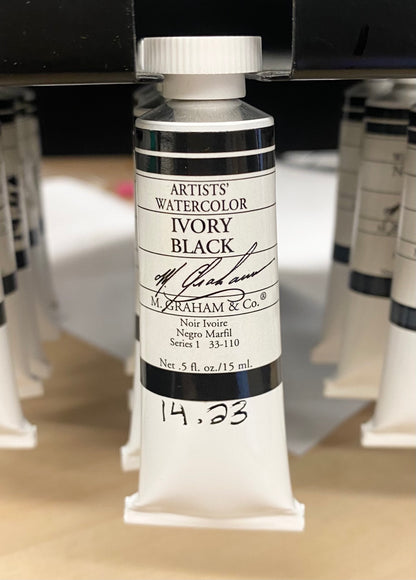 ARTISTS'
WATERCOLOR
IVORY
BLACK
M. Graham
M. GRAHAM & Co.®
Noir Ivoire
Negro Marfil
Series 1 33-110
Net .5 fl. oz./15 ml.
14.23